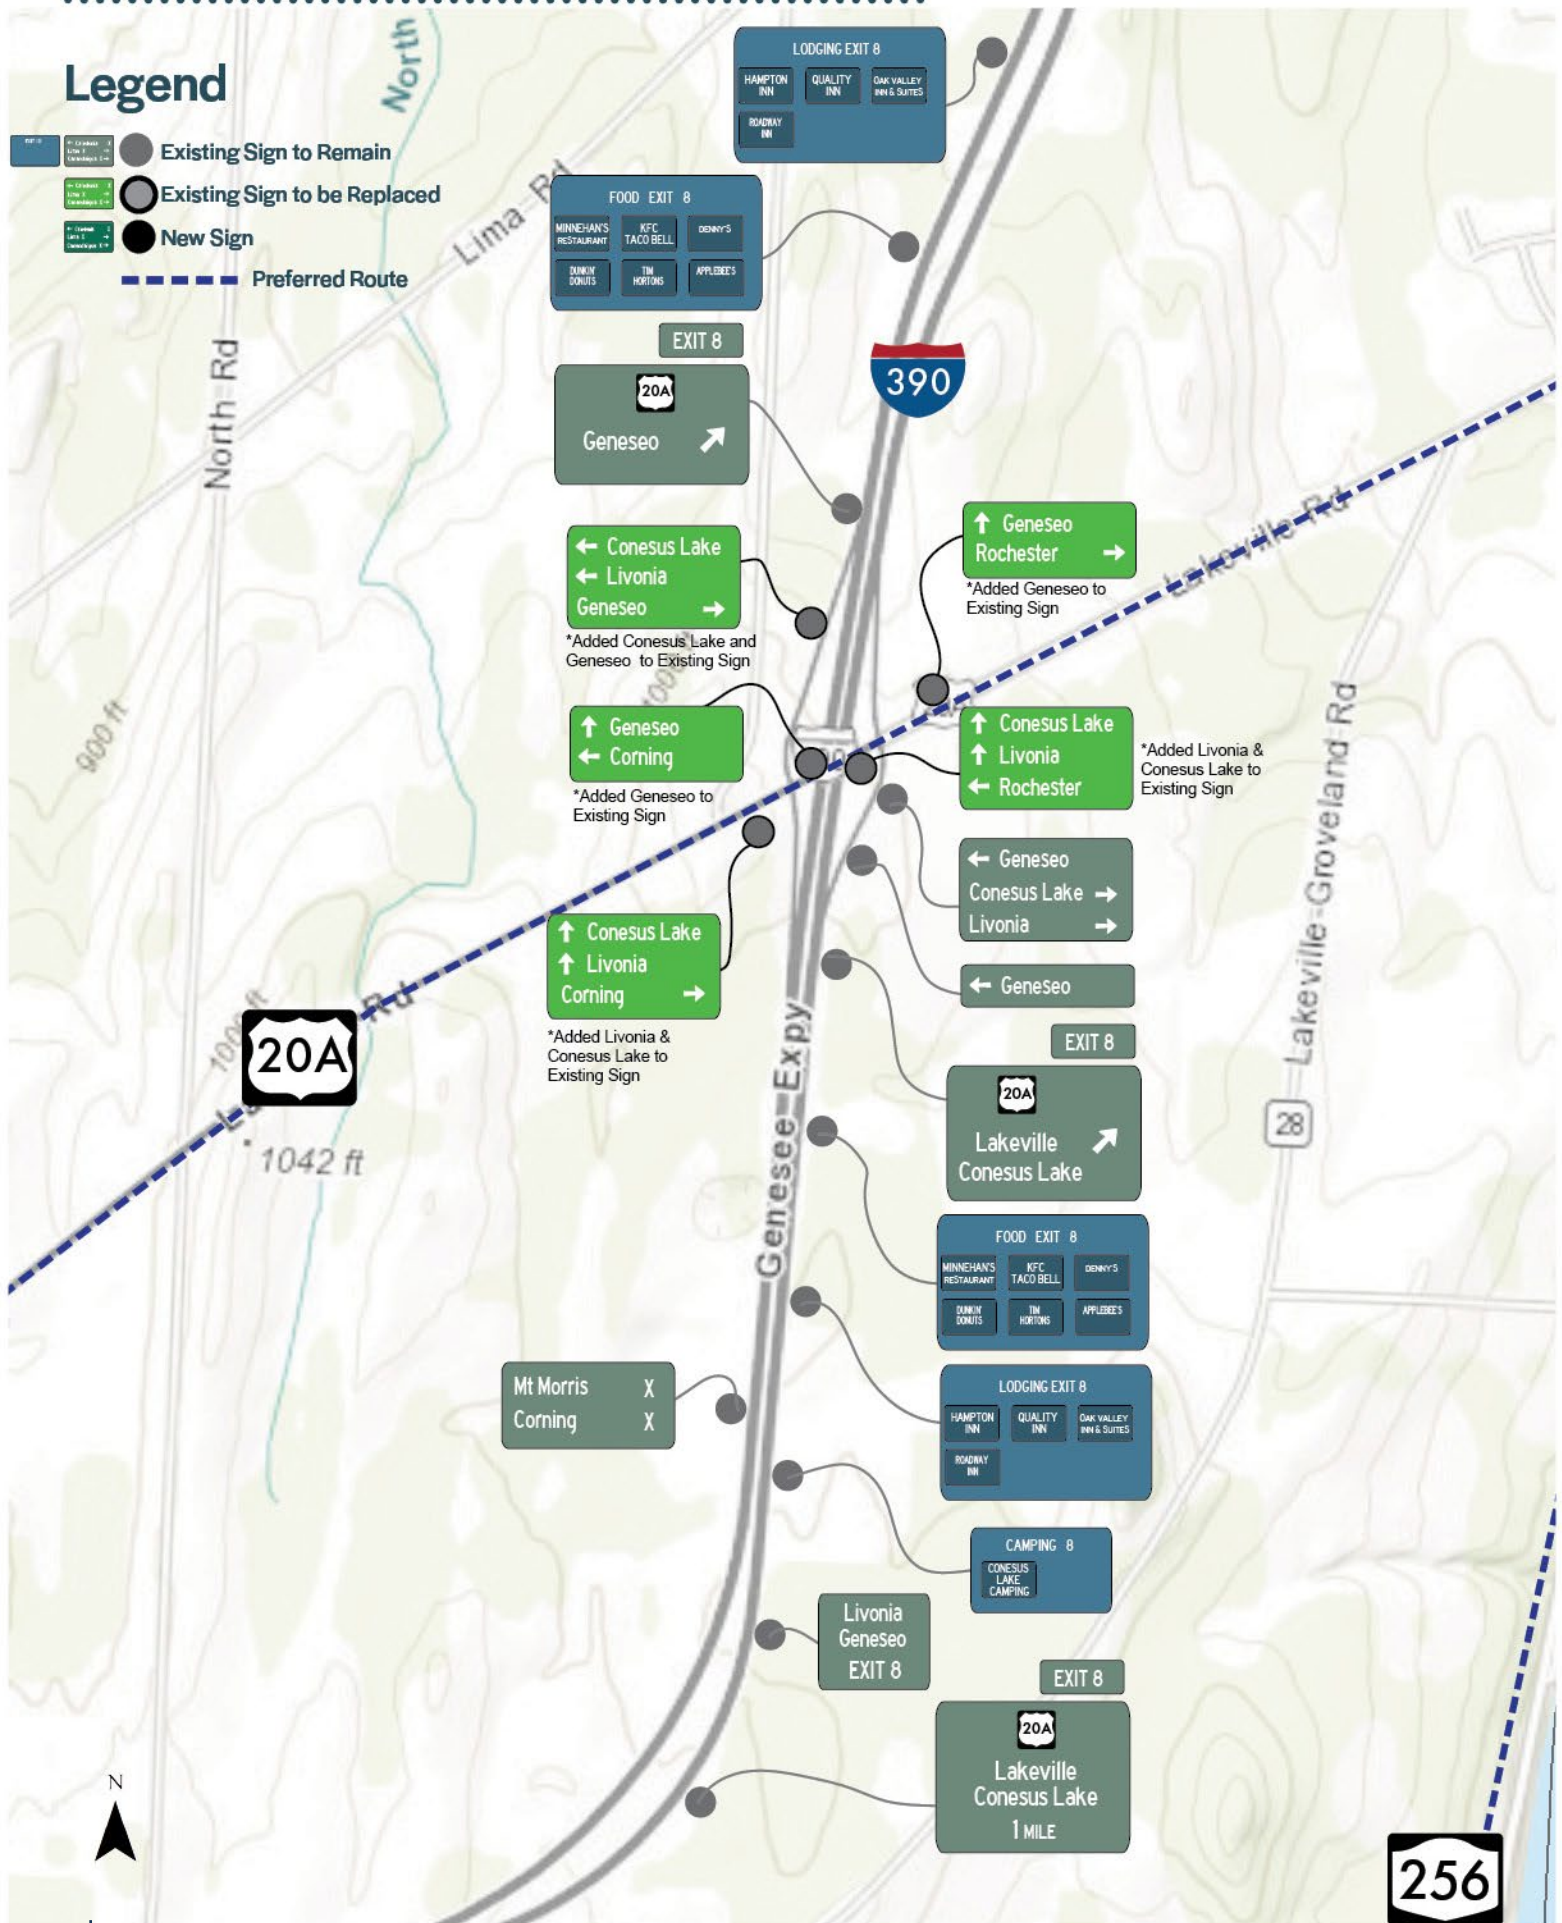 Legend
Existing Sign to Remain
Existing Sign to be Replaced
New Sign
Preferred Route
North
Lima Rd
North Rd
LODGING EXIT 8
HAMPTON INN
QUALITY INN
OAK VALLEY INN & SUITES
ROADWAY INN
FOOD EXIT 8
MINNEHAN'S RESTAURANT
KFC TACO BELL
DENNY'S
DUNKIN' DONUTS
TIM HORTONS
APPLEBEE'S
EXIT 8
20A
Geneseo
390
← Conesus Lake
← Livonia
Geneseo →
*Added Conesus Lake and
Geneseo to Existing Sign
↑ Geneseo
Rochester →
*Added Geneseo to
Existing Sign
Lakeville Rd
1000 ft
900 ft
↑ Geneseo
← Corning
*Added Geneseo to
Existing Sign
↑ Conesus Lake
↑ Livonia
← Rochester
*Added Livonia &
Conesus Lake to
Existing Sign
← Geneseo
Conesus Lake →
Livonia →
← Geneseo
↑ Conesus Lake
↑ Livonia
Corning →
*Added Livonia &
Conesus Lake to
Existing Sign
Lakeville-Groveland Rd
28
1000 ft
Rd
20A
1042 ft
Genesee Expy
EXIT 8
20A
Lakeville
Conesus Lake
FOOD EXIT 8
MINNEHAN'S RESTAURANT
KFC TACO BELL
DENNY'S
DUNKIN' DONUTS
TIM HORTONS
APPLEBEE'S
LODGING EXIT 8
HAMPTON INN
QUALITY INN
OAK VALLEY INN & SUITES
ROADWAY INN
Mt Morris X
Corning X
CAMPING 8
CONESUS LAKE CAMPING
Livonia
Geneseo
EXIT 8
EXIT 8
20A
Lakeville
Conesus Lake
1 MILE
N
256